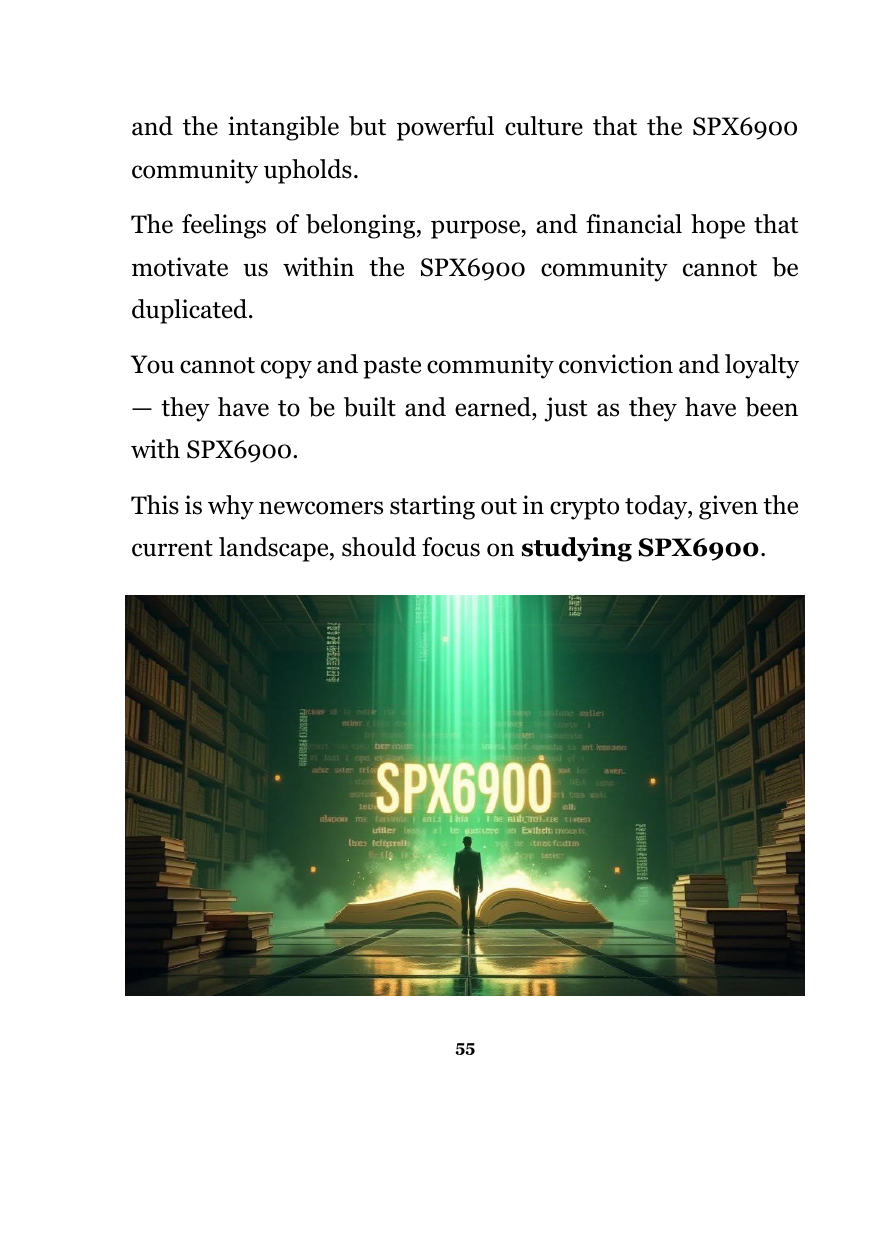 and the intangible but powerful culture that the SPX6900
community upholds.
The feelings of belonging, purpose, and financial hope that
motivate us within the SPX6900 community cannot be
duplicated.
You cannot copy and paste community conviction and loyalty
— they have to be built and earned, just as they have been
with SPX6900.
This is why newcomers starting out in crypto today, given the
current landscape, should focus on studying SPX6900.
SPX6900
55